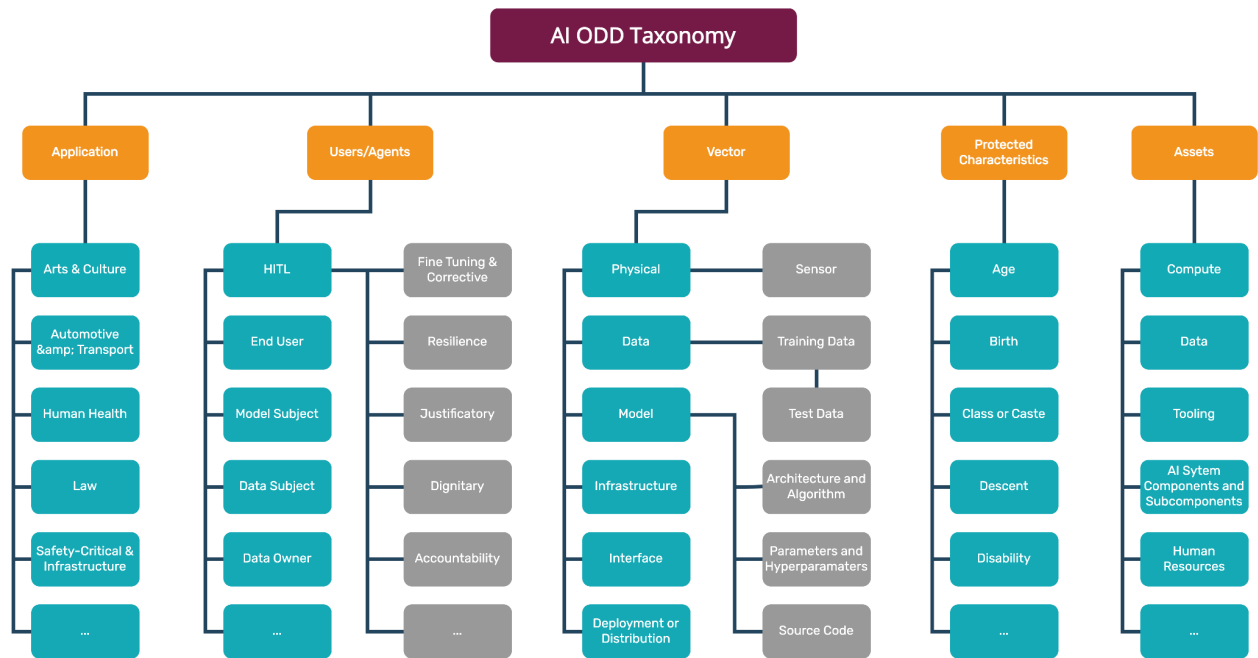 AI ODD Taxonomy
Application
Users/Agents
Vector
Protected
Characteristics
Assets
Arts & Culture
Automotive
&amp; Transport
Human Health
Law
Safety-Critical &
Infrastructure
...
HITL
End User
Model Subject
Data Subject
Data Owner
...
Fine Tuning &
Corrective
Resilience
Justificatory
Dignitary
Accountability
...
Physical
Data
Model
Infrastructure
Interface
Deployment or
Distribution
Sensor
Training Data
Test Data
Architecture and
Algorithm
Parameters and
Hyperparamaters
Source Code
Age
Birth
Class or Caste
Descent
Disability
...
Compute
Data
Tooling
AI Sytem
Components and
Subcomponents
Human
Resources
...